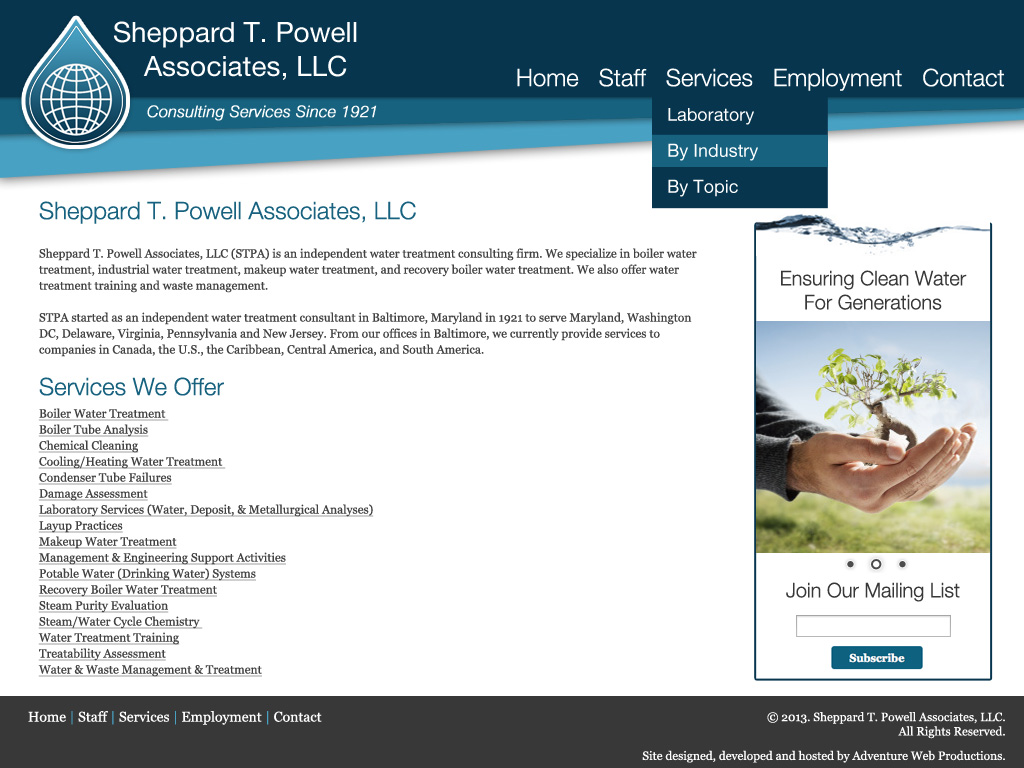 Sheppard T. Powell
Associates, LLC
Consulting Services Since 1921
Home Staff Services Employment Contact
Laboratory
By Industry
By Topic
Sheppard T. Powell Associates, LLC
Sheppard T. Powell Associates, LLC (STPA) is an independent water treatment consulting firm. We specialize in boiler water
treatment, industrial water treatment, makeup water treatment, and recovery boiler water treatment. We also offer water
treatment training and waste management.
STPA started as an independent water treatment consultant in Baltimore, Maryland in 1921 to serve Maryland, Washington
DC, Delaware, Virginia, Pennsylvania and New Jersey. From our offices in Baltimore, we currently provide services to
companies in Canada, the U.S., the Caribbean, Central America, and South America.
Services We Offer
Boiler Water Treatment
Boiler Tube Analysis
Chemical Cleaning
Cooling/Heating Water Treatment
Condenser Tube Failures
Damage Assessment
Laboratory Services (Water, Deposit, & Metallurgical Analyses)
Layup Practices
Makeup Water Treatment
Management & Engineering Support Activities
Potable Water (Drinking Water) Systems
Recovery Boiler Water Treatment
Steam Purity Evaluation
Steam/Water Cycle Chemistry
Water Treatment Training
Treatability Assessment
Water & Waste Management & Treatment
Ensuring Clean Water
For Generations
Join Our Mailing List
Subscribe
Home | Staff | Services | Employment | Contact
© 2013. Sheppard T. Powell Associates, LLC.
All Rights Reserved.
Site designed, developed and hosted by Adventure Web Productions.